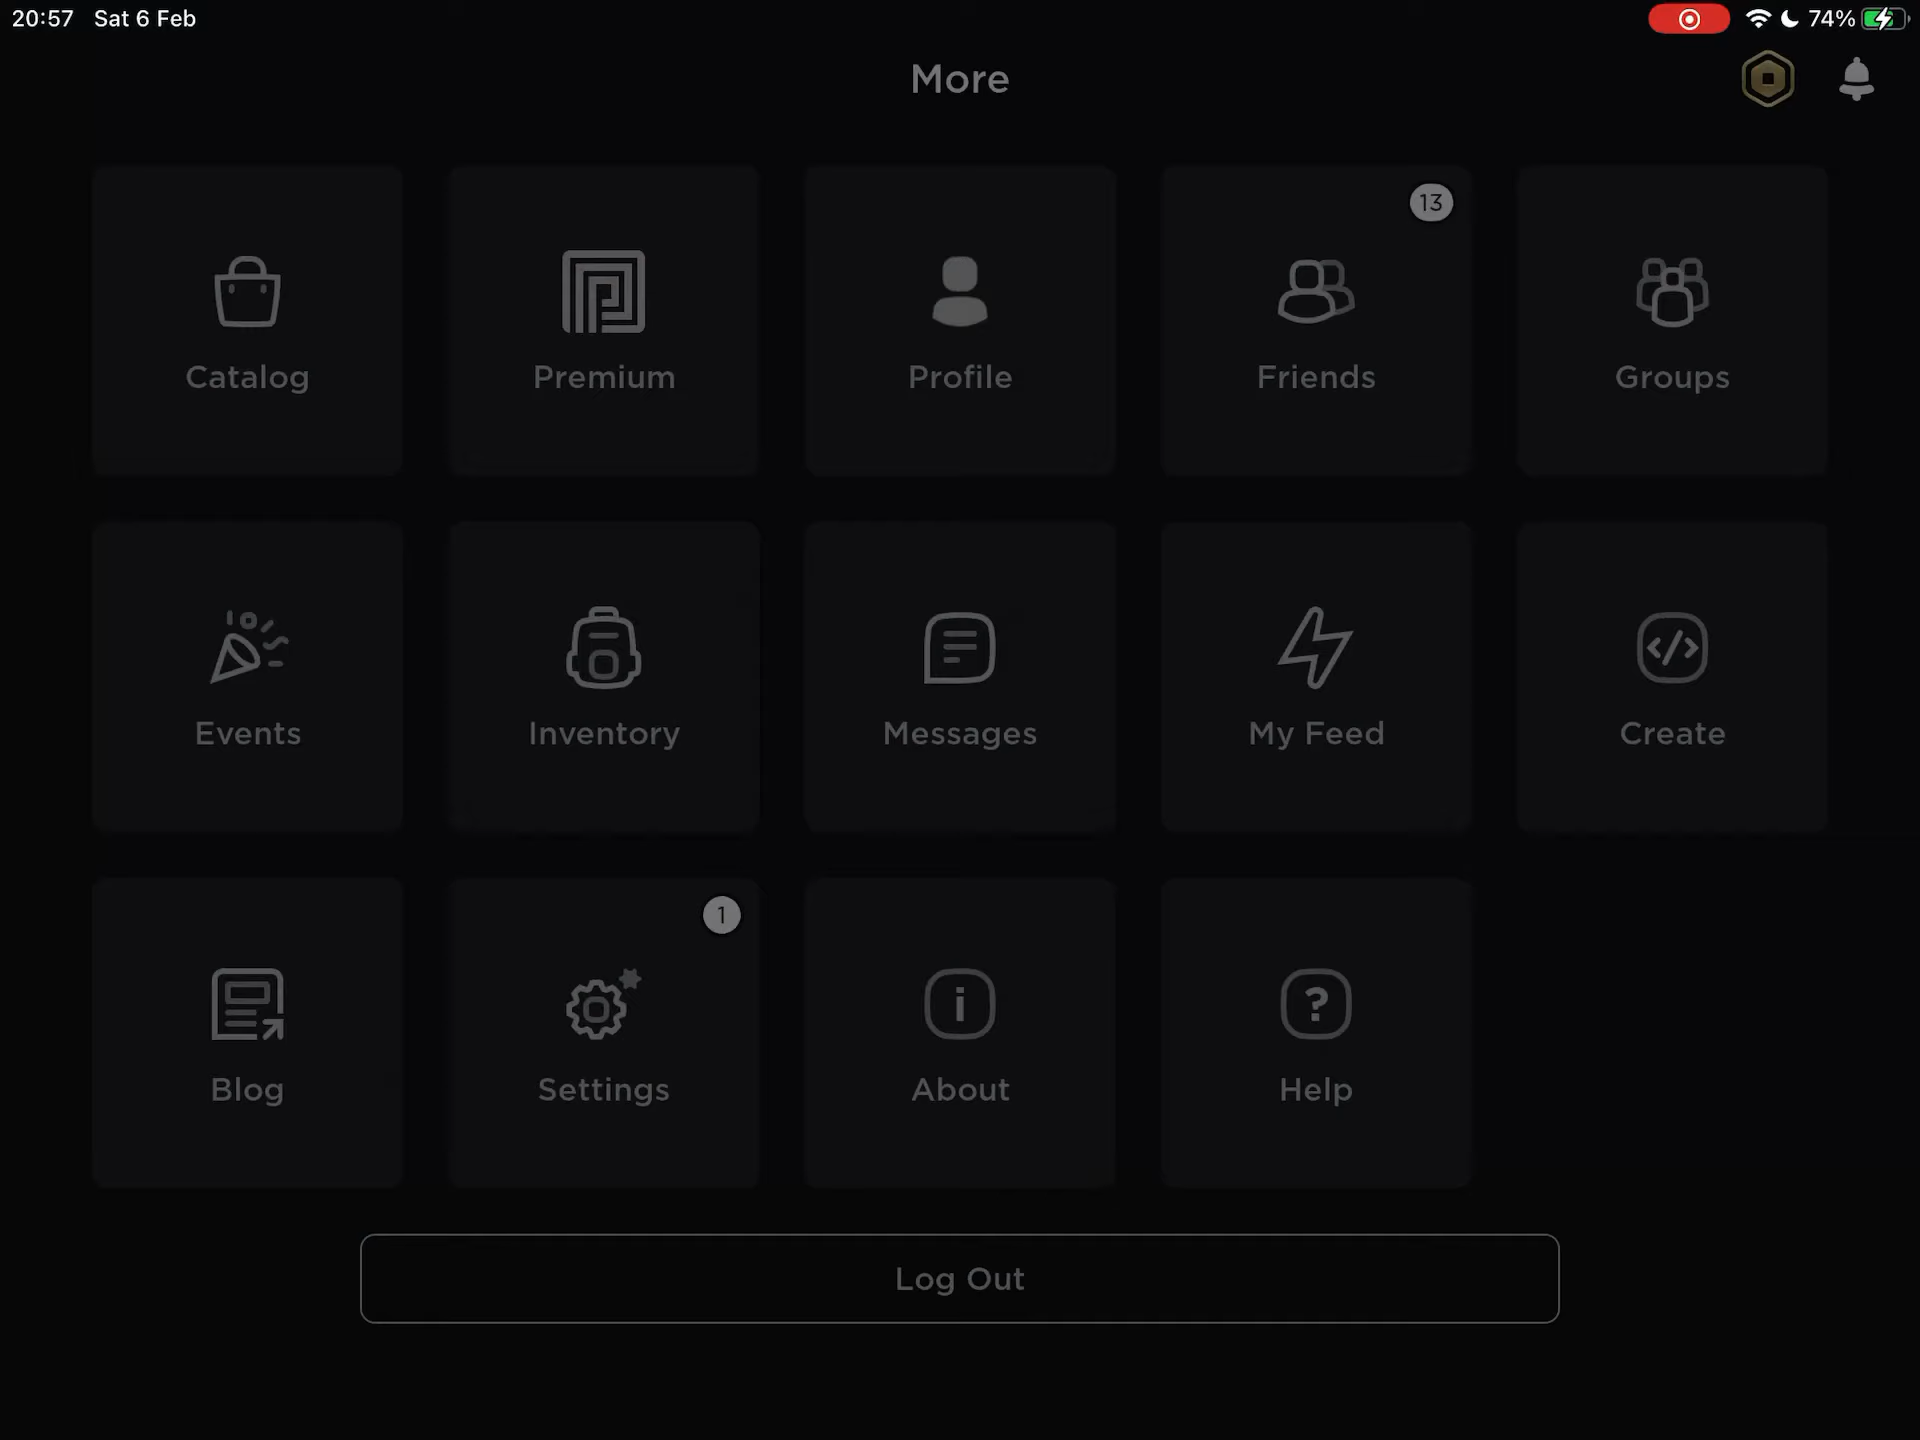 20:57 Sat 6 Feb 74%
More
13
Catalog Premium Profile Friends Groups
Events Inventory Messages My Feed Create
1
Blog Settings About Help
Log Out